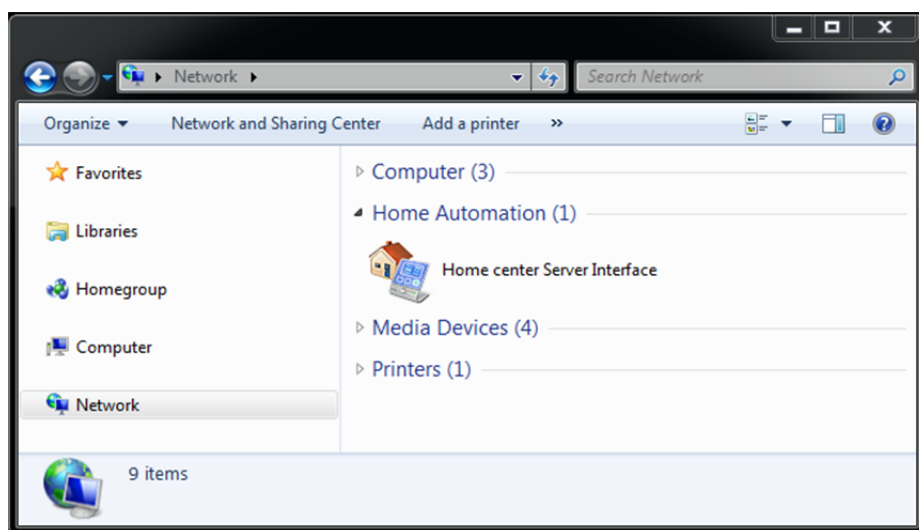 Network
Search Network
Organize Network and Sharing Center Add a printer »
Favorites
Libraries
Homegroup
Computer
Network
Computer (3)
Home Automation (1)
Home center Server Interface
Media Devices (4)
Printers (1)
9 items